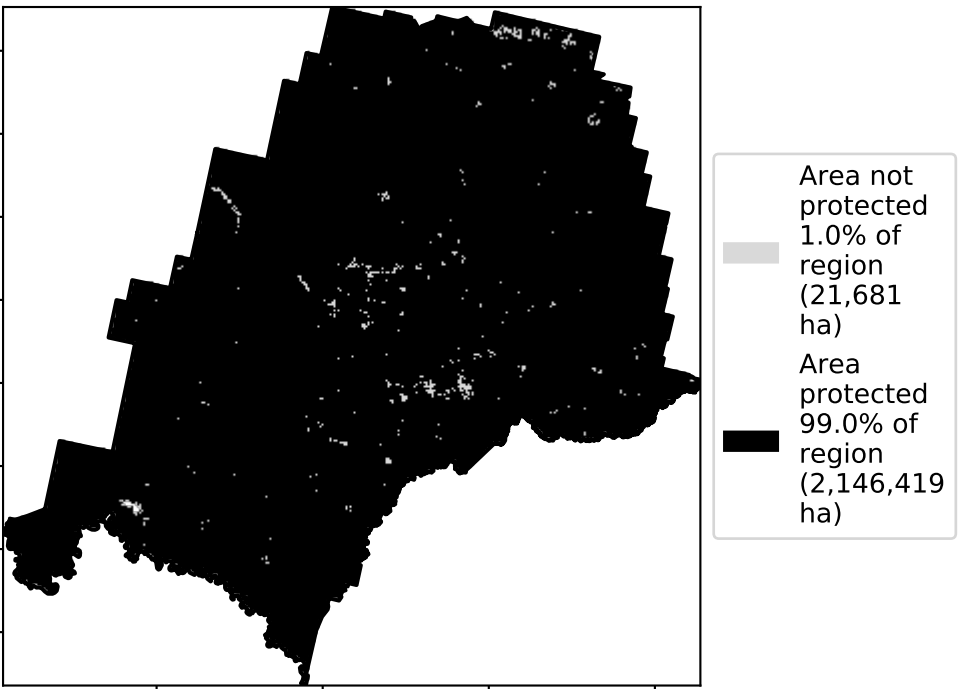 Area not
protected
1.0% of
region
(21,681
ha)
Area
protected
99.0% of
region
(2,146,419
ha)